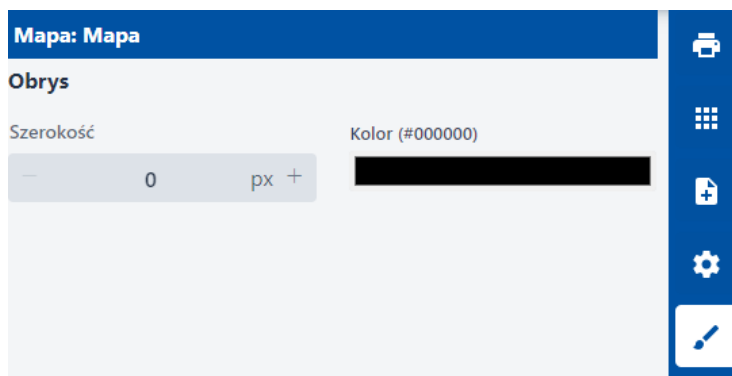 Mapa: Mapa
Obrys
Szerokość
Kolor (#000000)
0 px